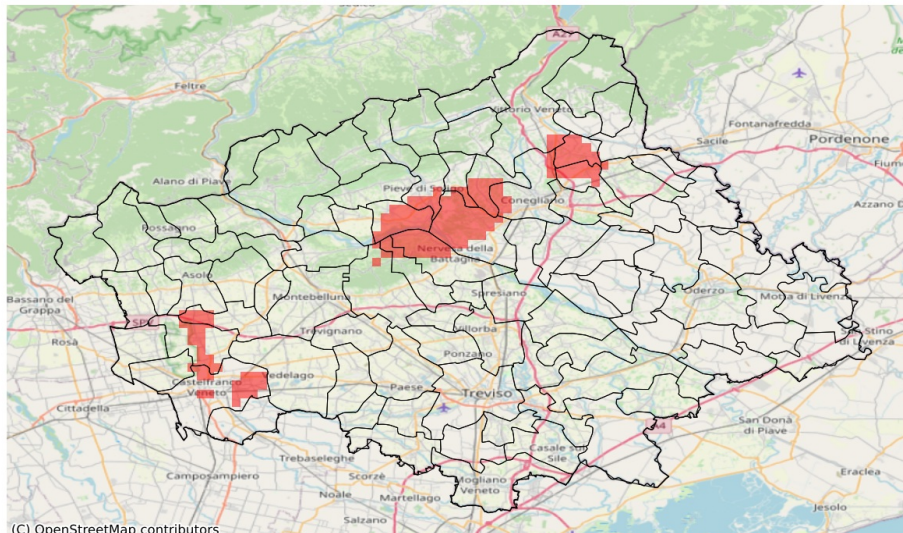 A27
Feltre
Vittorio Veneto
Fontanafredda
Sacile
Pordenone
Alano di Piave
Pieve di Soligo
Conegliano
Azzano D
Possagno
Nervesa della
Battaglia
Asolo
Bassano del
Grappa
Montebelluna
Spresiano
Oderzo
Motta di Livenza
Rosà
Trevignano
Villorba
Ponzano
Castelfranco
Veneto
Vedelago
Paese
Treviso
Cittadella
A4
San Donà
di Piave
Casale sul
Sile
Trebaseleghe
Camposampiero
Scorzè
Mogliano
Veneto
Eraclea
Noale
Martellago
Jesolo
Salzano
(C) OpenStreetMap contributors